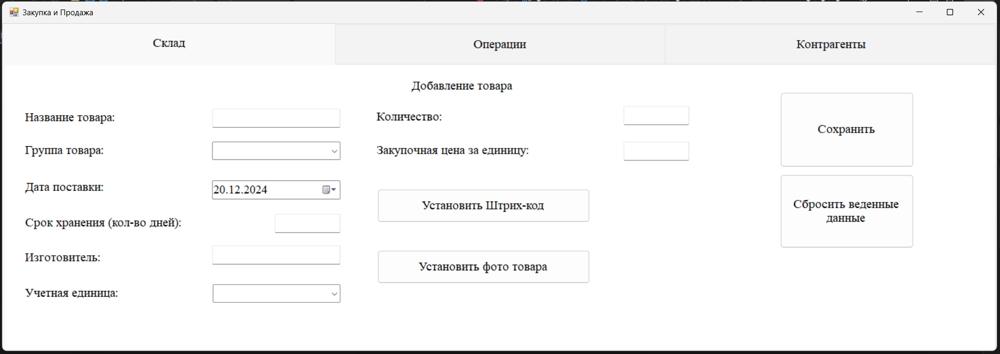 Закупка и Продажа
Склад
Операции
Контрагенты
Добавление товара
Название товара:
Количество:
Сохранить
Группа товара:
Закупочная цена за единицу:
Дата поставки:
20.12.2024
Установить Штрих-код
Сбросить веденные
данные
Срок хранения (кол-во дней):
Изготовитель:
Установить фото товара
Учетная единица: